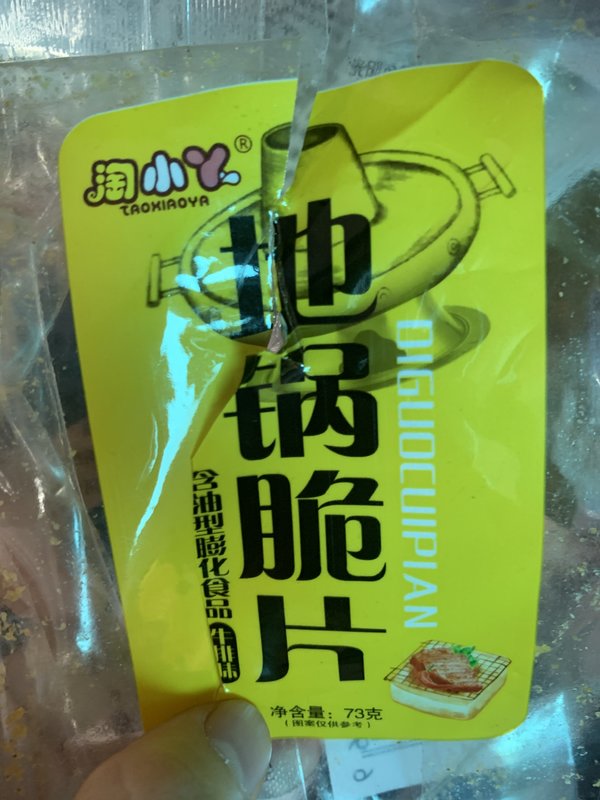 淘小丫®
TAOXIAOYA
地锅脆片
DIGUOCUIPIAN
含油型膨化食品
牛排味
净含量：73克
（图案仅供参考）